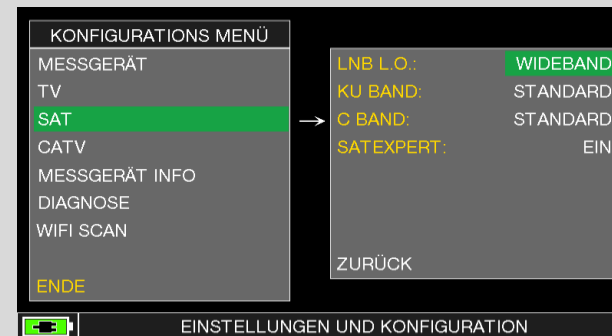 KONFIGURATIONS MENÜ
MESSGERÄT
TV
SAT
CATV
MESSGERÄT INFO
DIAGNOSE
WIFI SCAN
ENDE
LNB L.O.: WIDEBAND
KU BAND: STANDARD
→ C BAND: STANDARD
SATEXPERT: EIN
ZURÜCK
EINSTELLUNGEN UND KONFIGURATION